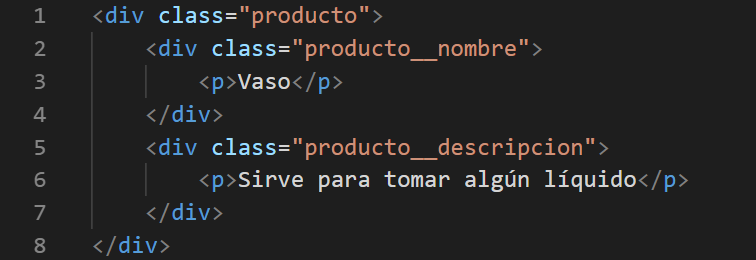 1 <div class="producto">
2 <div class="producto__nombre">
3 <p>Vaso</p>
4 </div>
5 <div class="producto__descripcion">
6 <p>Sirve para tomar algún líquido</p>
7 </div>
8 </div>